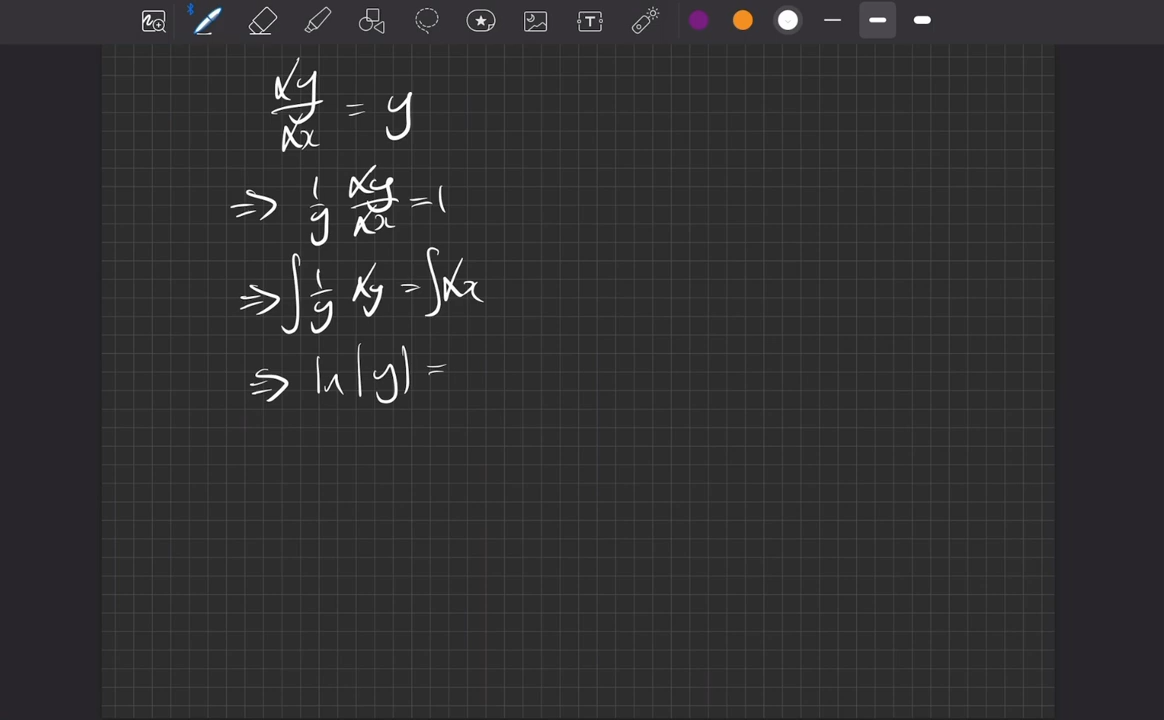 dy/dx = y
⇒ 1/y dy/dx = 1
⇒ ∫ 1/y dy = ∫ dx
⇒ ln |y| =